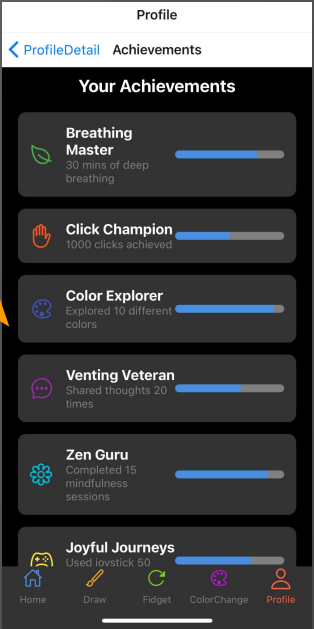 Profile
ProfileDetail Achievements
Your Achievements
Breathing
Master
30 mins of deep
breathing
Click Champion
1000 clicks achieved
Color Explorer
Explored 10 different
colors
Venting Veteran
Shared thoughts 20
times
Zen Guru
Completed 15
mindfulness
sessions
Joyful Journeys
Used joystick 50
Home Draw Fidget ColorChange Profile